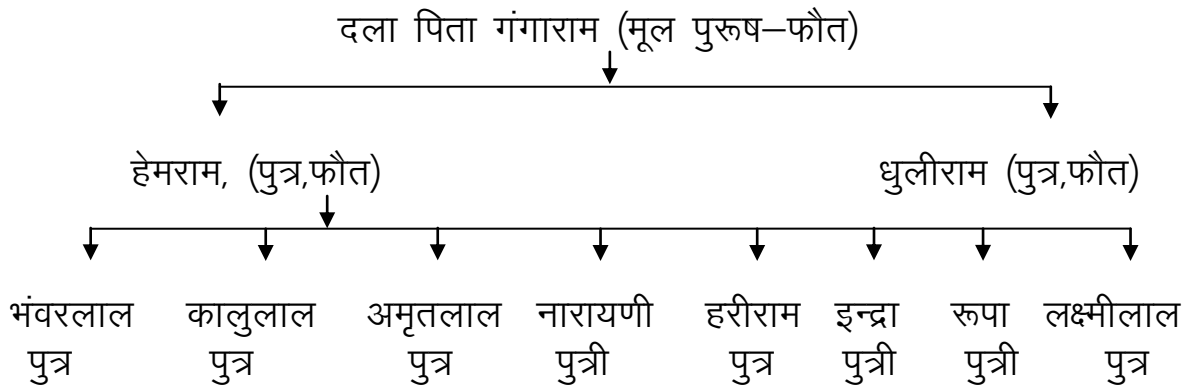 दला पिता गंगाराम (मूल पुरूष–फौत)
हेमराम, (पुत्र,फौत) धुलीराम (पुत्र,फौत)
भंवरलाल कालुलाल अमृतलाल नारायणी हरीराम इन्द्रा रूपा लक्ष्मीलाल
पुत्र पुत्र पुत्र पुत्री पुत्र पुत्री पुत्री पुत्र